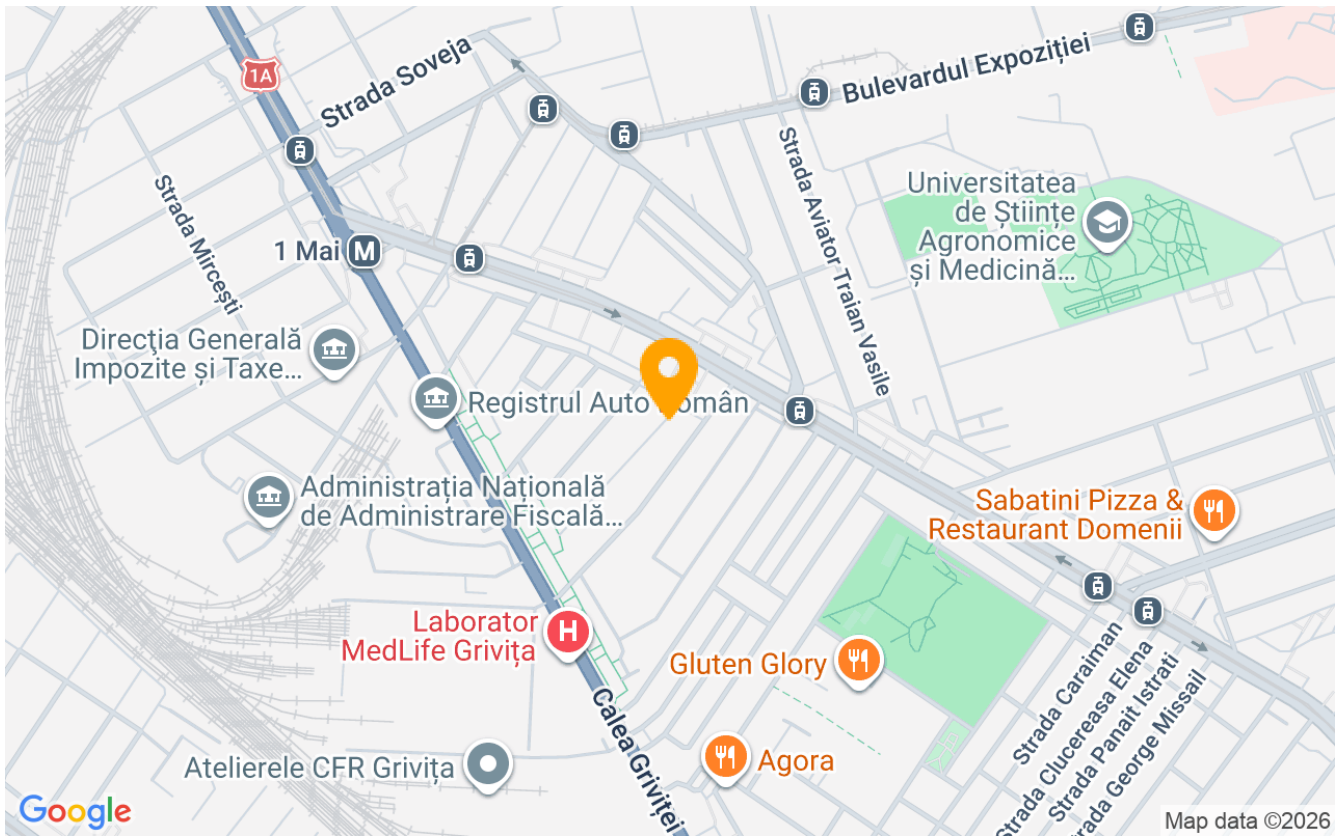 1A
Strada Soveja
Bulevardul Expoziției
Strada Aviator Traian Vasile
Universitatea
de Științe
Agronomice
și Medicină...
Strada Mircești
1 Mai
M
Direcţia Generală
Impozite și Taxe...
Registrul Auto Român
Administrația Națională
de Administrare Fiscală...
Sabatini Pizza &
Restaurant Domenii
Laborator
MedLife Grivița
H
Gluten Glory
Calea Griviței
Strada Caraiman
Strada Clucereasa Elena
Strada Panait Istrati
Strada George Missail
Agora
Atelierele CFR Grivița
Google
Map data ©2026